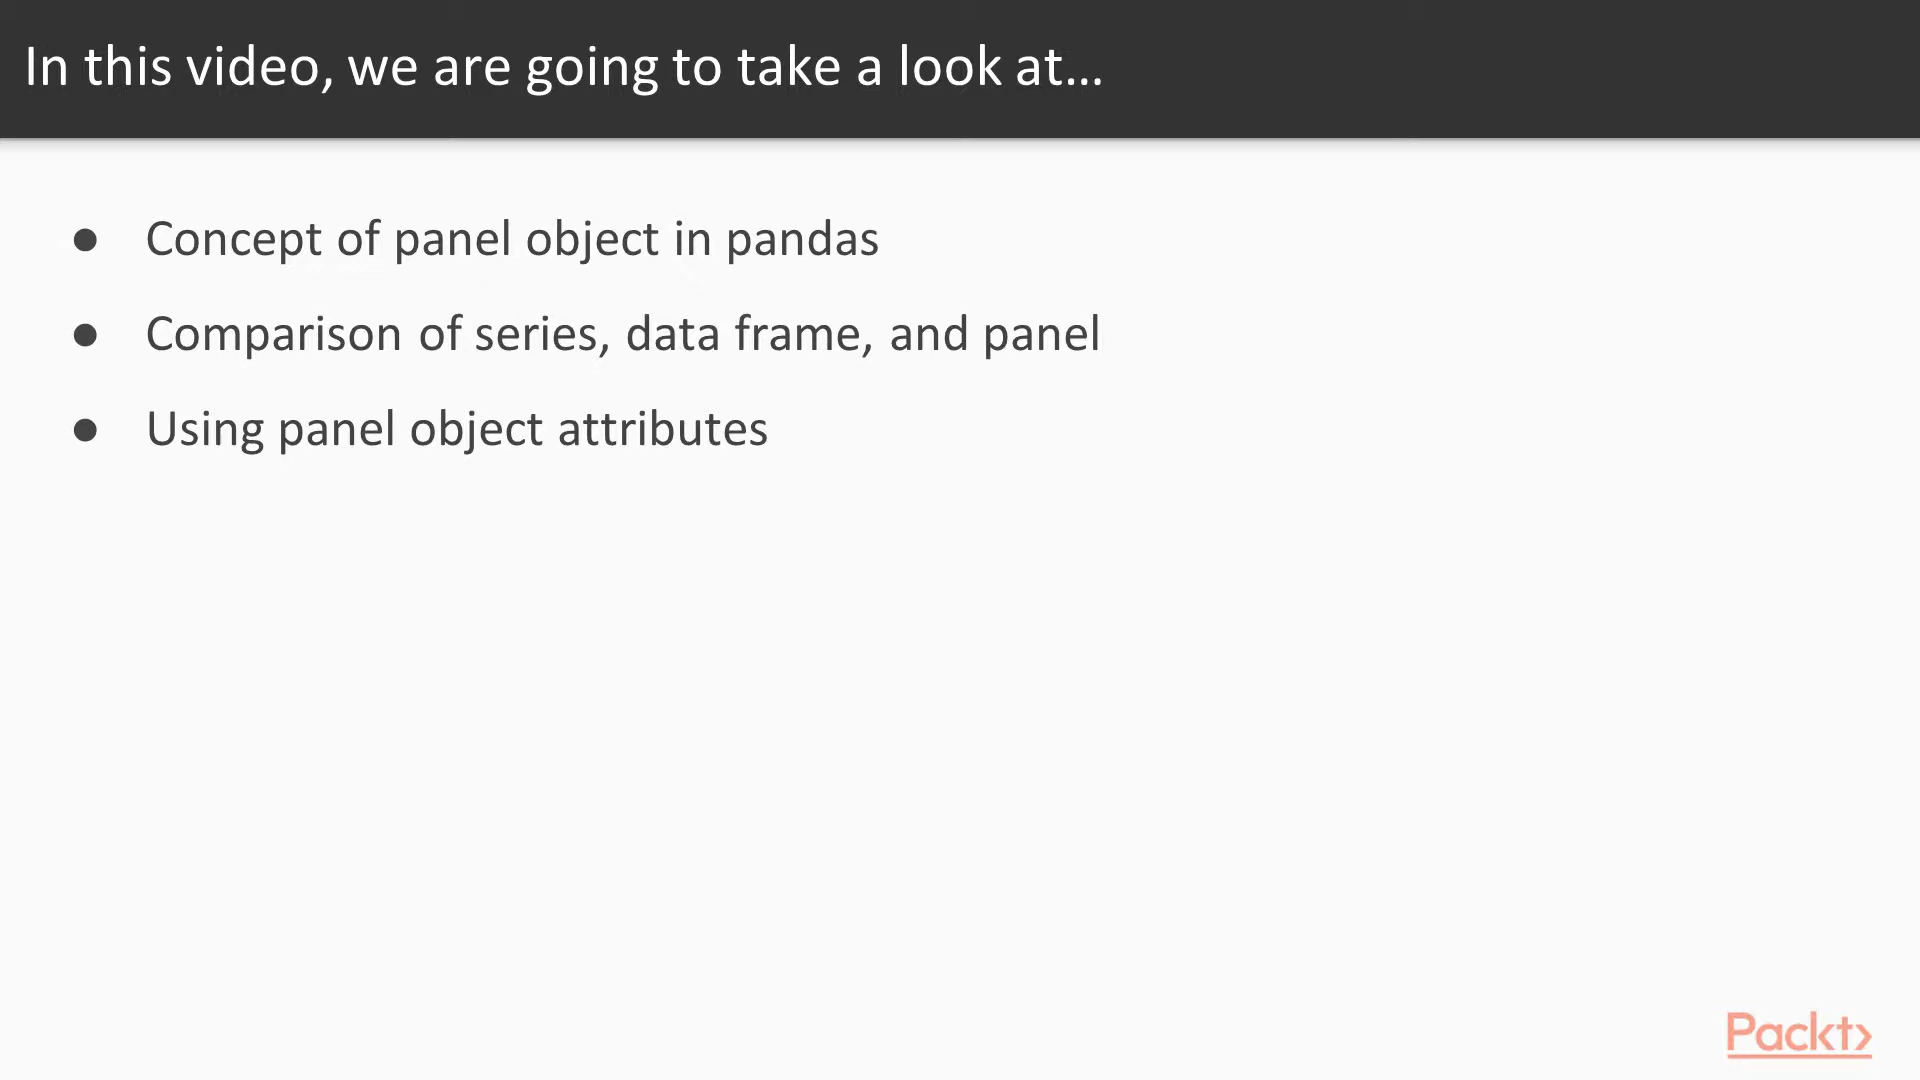 In this video, we are going to take a look at...
● Concept of panel object in pandas
● Comparison of series, data frame, and panel
● Using panel object attributes
Packt>